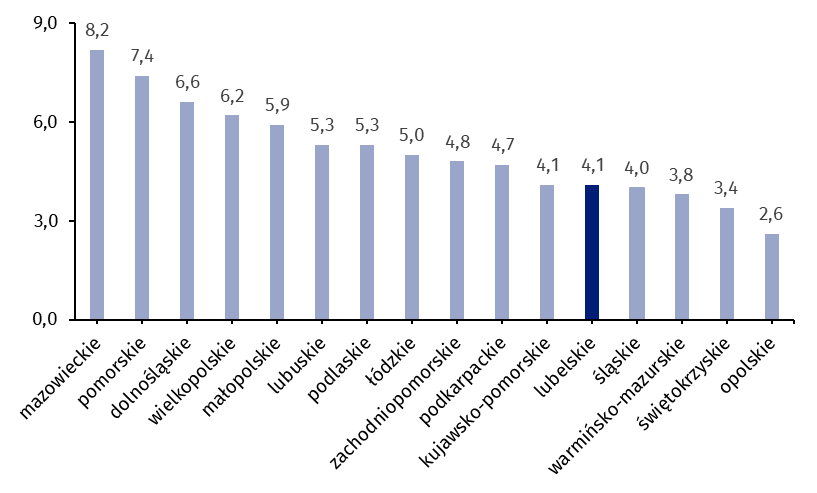 9,0
6,0
3,0
0,0
8,2
7,4
6,6
6,2
5,9
5,3
5,3
5,0
4,8
4,7
4,1
4,1
4,0
3,8
3,4
2,6
mazowieckie
pomorskie
dolnośląskie
wielkopolskie
małopolskie
lubuskie
podlaskie
łódzkie
zachodniopomorskie
podkarpackie
kujawsko-pomorskie
lubelskie
śląskie
warmińsko-mazurskie
świętokrzyskie
opolskie